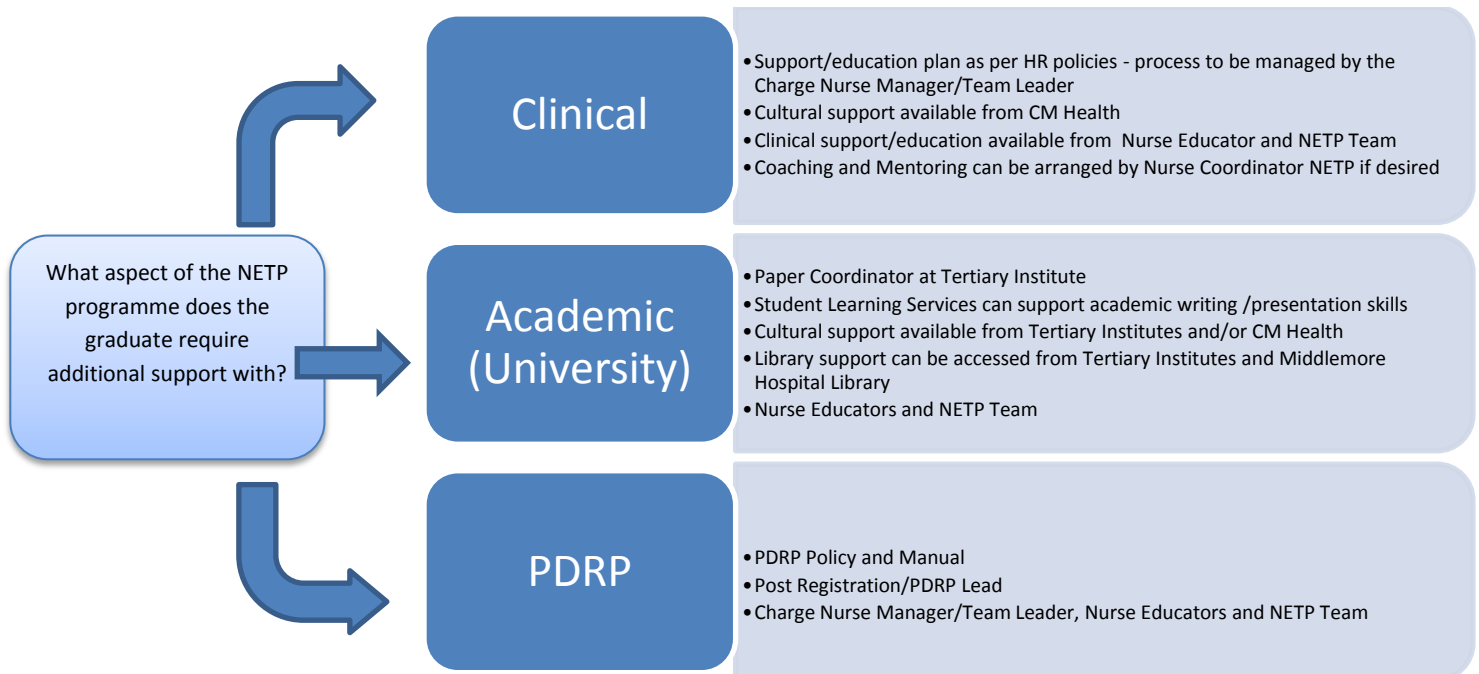 What aspect of the NETP
programme does the
graduate require
additional support with?
Clinical
•Support/education plan as per HR policies - process to be managed by the
Charge Nurse Manager/Team Leader
•Cultural support available from CM Health
•Clinical support/education available from  Nurse Educator and NETP Team
•Coaching and Mentoring can be arranged by Nurse Coordinator NETP if desired
Academic
(University)
•Paper Coordinator at Tertiary Institute
•Student Learning Services can support academic writing /presentation skills
•Cultural support available from Tertiary Institutes and/or CM Health
•Library support can be accessed from Tertiary Institutes and Middlemore
Hospital Library
•Nurse Educators and NETP Team
PDRP
•PDRP Policy and Manual
•Post Registration/PDRP Lead
•Charge Nurse Manager/Team Leader, Nurse Educators and NETP Team